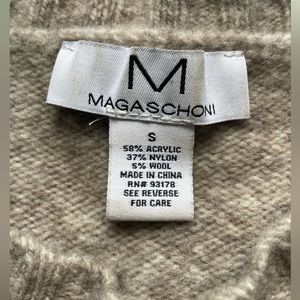 M
MAGASCHONI
S
58% ACRYLIC
37% NYLON
5% WOOL
MADE IN CHINA
RN# 93178
SEE REVERSE
FOR CARE